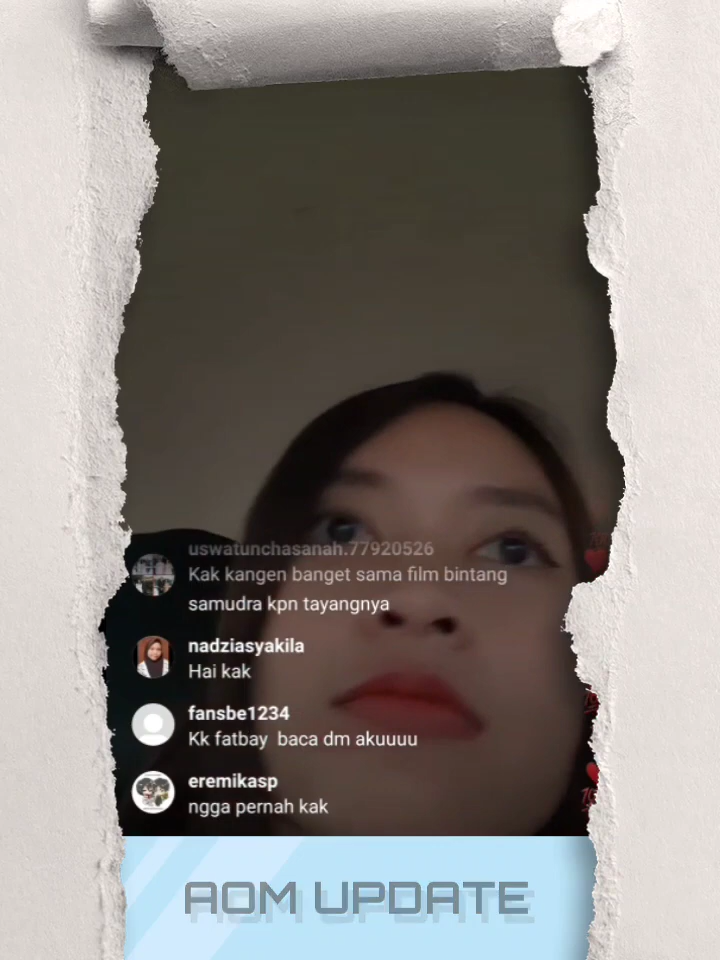 uswatunchasanah.77920526
Kak kangen banget sama film bintang
samudra kpn tayangnya
nadziasyakila
Hai kak
fansbe1234
Kk fatbay baca dm akuuuu
eremikasp
ngga pernah kak
AOM UPDATE